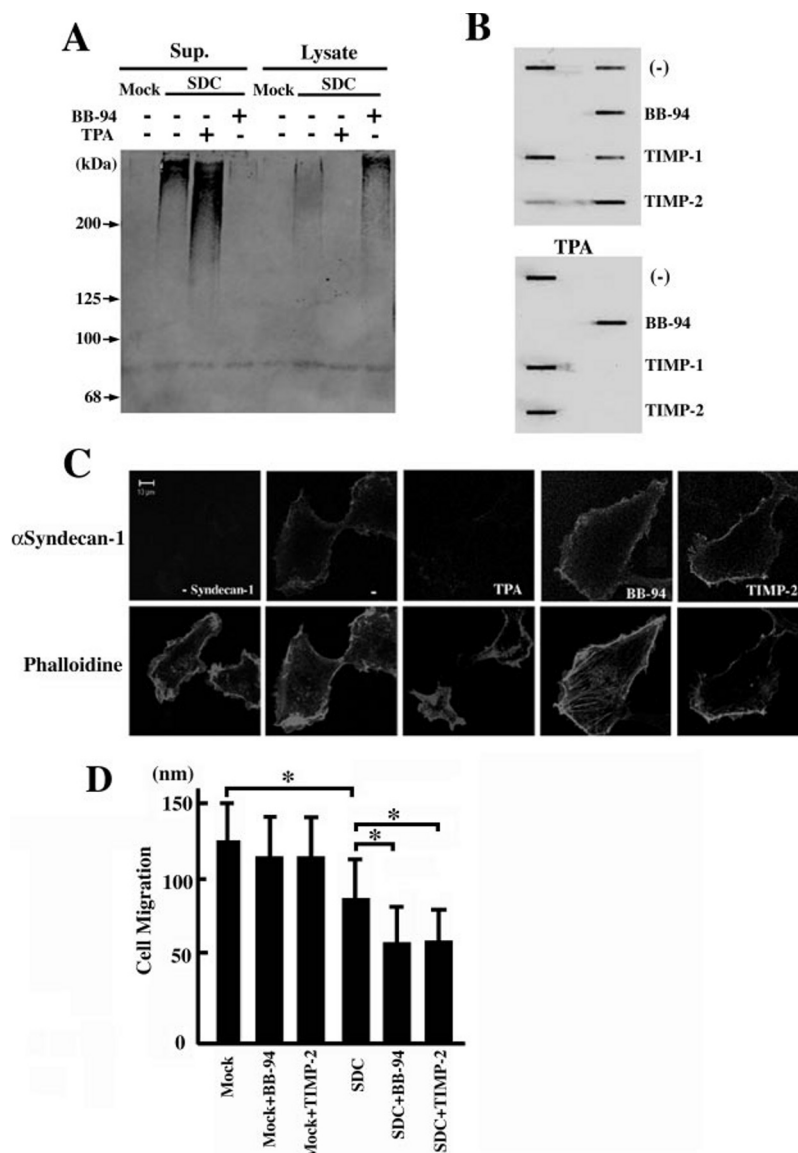 A
Sup. Lysate
Mock SDC Mock SDC
BB-94 - - - + - - - +
TPA - - + - - - + -
(kDa)
200
125
100
68
B
(-)
BB-94
TIMP-1
TIMP-2
TPA
(-)
BB-94
TIMP-1
TIMP-2
C
10 µm
αSyndecan-1
- Syndecan-1 - TPA BB-94 TIMP-2
Phalloidine
D
(nm)
* * *
150
100
50
0
Cell Migration
Mock
Mock+BB-94
Mock+TIMP-2
SDC
SDC+BB-94
SDC+TIMP-2